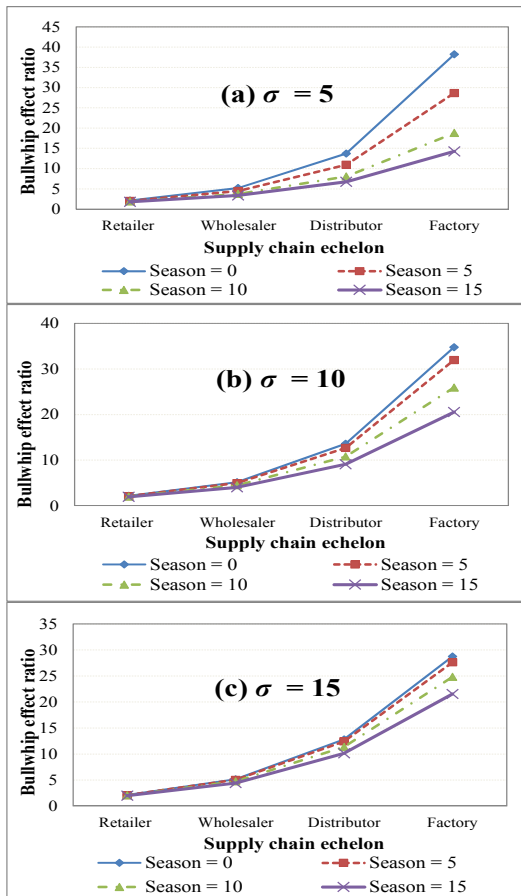 45
40
35
30
25
20
15
10
5
0
Bullwhip effect ratio
(a) σ = 5
Retailer Wholesaler Distributor Factory
Supply chain echelon
Season = 0 Season = 5
Season = 10 Season = 15
40
30
20
10
0
Bullwhip effect ratio
(b) σ = 10
Retailer Wholesaler Distributor Factory
Supply chain echelon
Season = 0 Season = 5
Season = 10 Season = 15
35
30
25
20
15
10
5
0
Bullwhip effect ratio
(c) σ = 15
Retailer Wholesaler Distributor Factory
Supply chain echelon
Season = 0 Season = 5
Season = 10 Season = 15